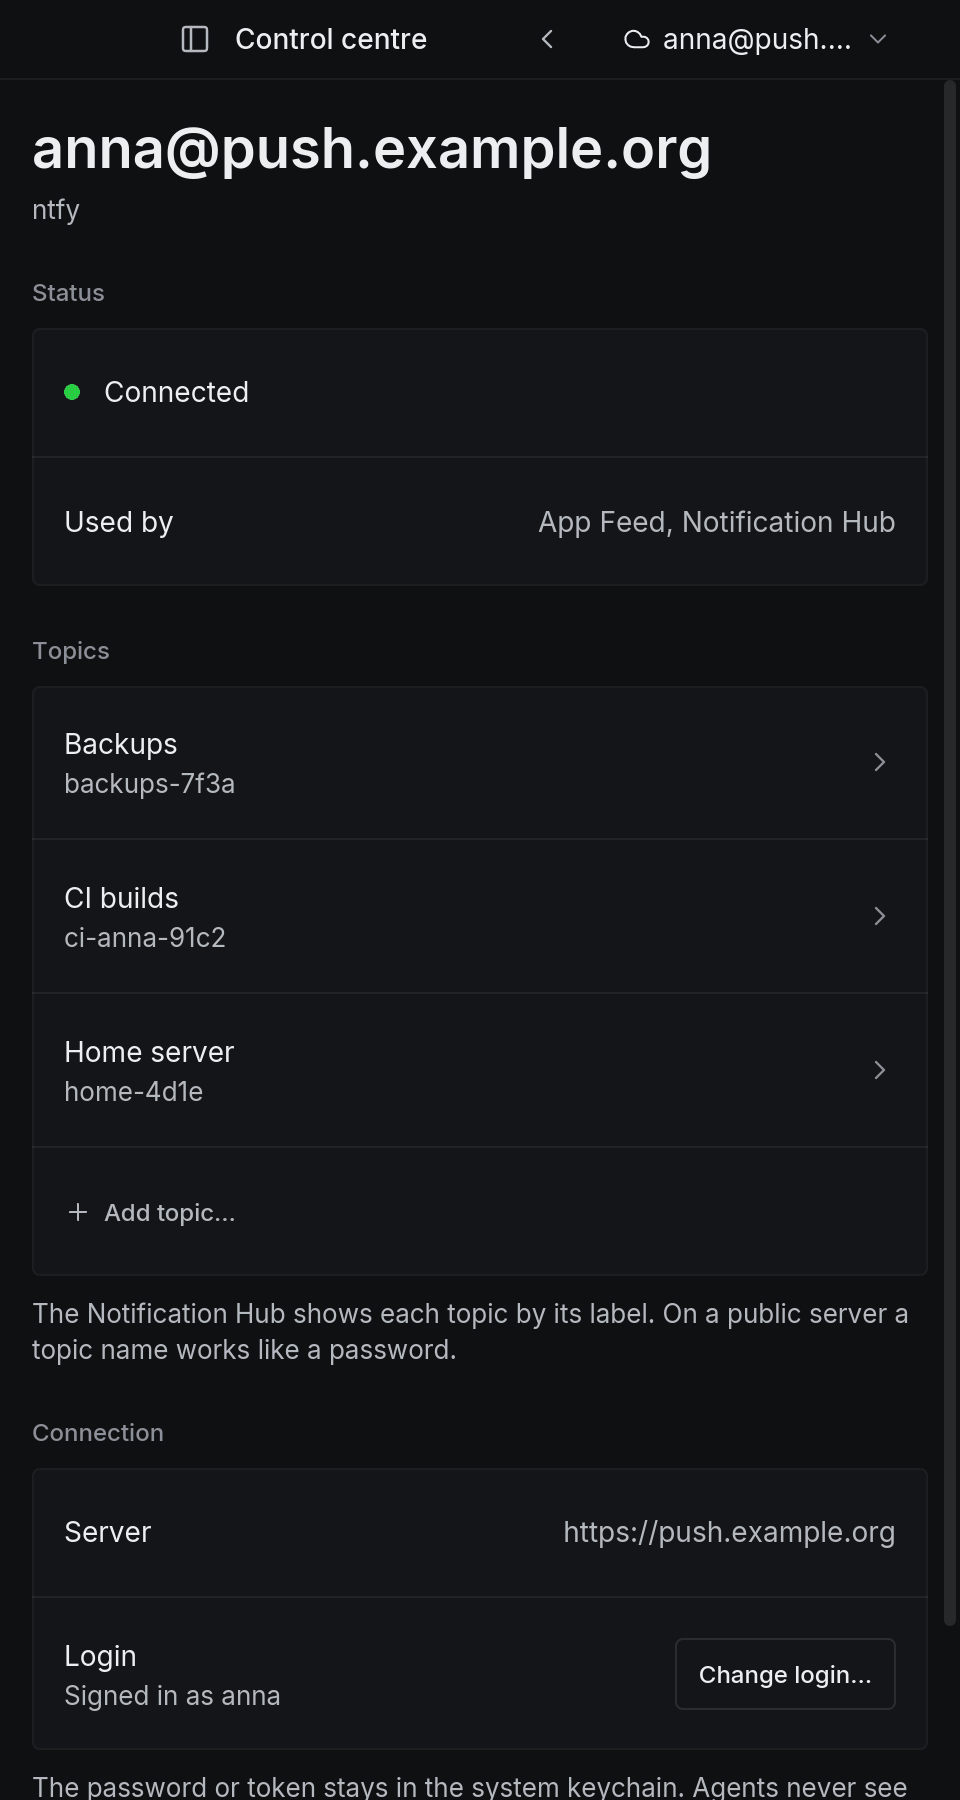 Control centre
anna@push....
anna@push.example.org
ntfy
Status
Connected
Used by
App Feed, Notification Hub
Topics
Backups
backups-7f3a
CI builds
ci-anna-91c2
Home server
home-4d1e
Add topic...
The Notification Hub shows each topic by its label. On a public server a
topic name works like a password.
Connection
Server
https://push.example.org
Login
Signed in as anna
Change login...
The password or token stays in the system keychain. Agents never see